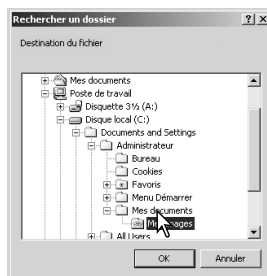 Rechercher un dossier
Destination du fichier
Mes documents
Poste de travail
Disquette 3½ (A:)
Disque local (C:)
Documents and Settings
Administrateur
Bureau
Cookies
Favoris
Menu Démarrer
Mes documents
All Users
OK
Annuler